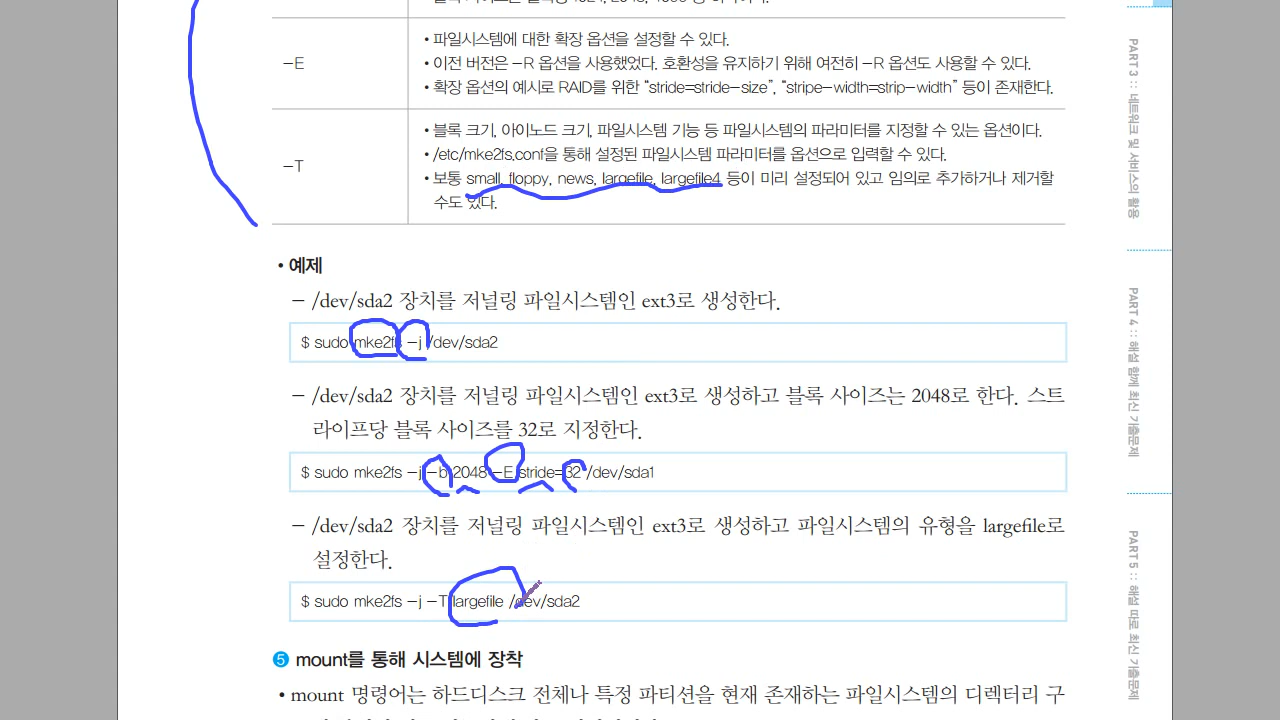 -E
• 파일시스템에 대한 확장 옵션을 설정할 수 있다.
• 이전 버전은 -R 옵션을 사용했었다. 호환성을 유지하기 위해 여전히 -R 옵션도 사용할 수 있다.
• 확장 옵션의 예시로 RAID를 위한 “stride=stride-size”, “stripe-width=strip-width” 등이 존재한다.
-T
• 블록 크기, 아이노드 크기, 파일시스템 기능 등 파일시스템의 파라미터를 지정할 수 있는 옵션이다.
/etc/mke2fs.conf을 통해 설정된 파일시스템 파라미터를 옵션으로 입력할 수 있다.
보통 small, floppy, news, largefile, largefile4 등이 미리 설정되어 있고 임의로 추가하거나 제거할
도 있다.
• 예제
– /dev/sda2 장치를 저널링 파일시스템인 ext3로 생성한다.
$ sudo mke2fs -j /dev/sda2
– /dev/sda2 장치를 저널링 파일시스템인 ext3로 생성하고 블록 사이즈는 2048로 한다. 스트
라이프당 블록 사이즈를 32로 지정한다.
$ sudo mke2fs -j -b 2048 -E stride=32 /dev/sda1
– /dev/sda2 장치를 저널링 파일시스템인 ext3로 생성하고 파일시스템의 유형을 largefile로
설정한다.
$ sudo mke2fs -j -T largefile /dev/sda2
5 mount를 통해 시스템에 장착
• mount 명령어는 하드디스크 전체나 특정 파티션을 현재 존재하는 파일시스템의 디렉터리 구
PART 3 :: 네트워크 및 서비스의 활용
PART 4 :: 해설 함께 최신 기출문제
PART 5 :: 해설 따로 최신 기출문제